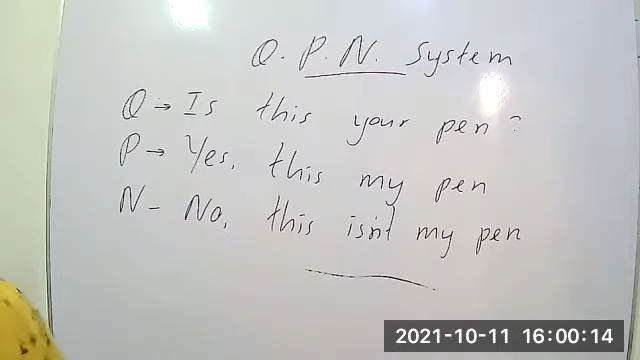 Q. P. N. System
Q → Is this your pen?
P → Yes, this my pen
N - No, this isn't my pen
2021-10-11 16:00:14